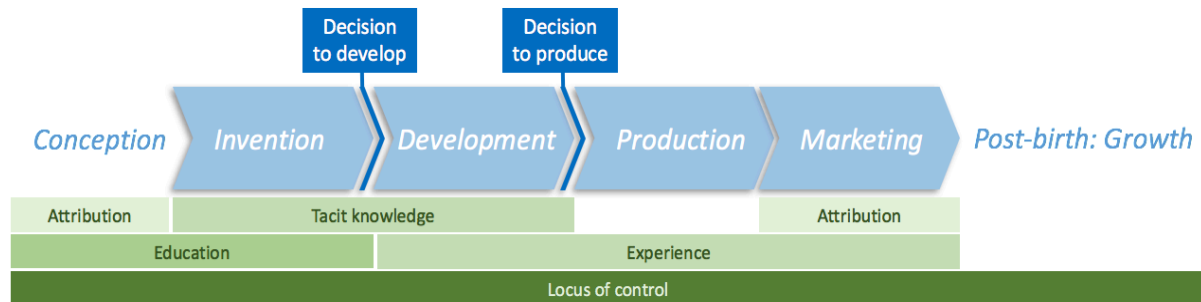 Decision
to develop
Decision
to produce
Conception
Invention
Development
Production
Marketing
Post-birth: Growth
Attribution
Tacit knowledge
Attribution
Education
Experience
Locus of control